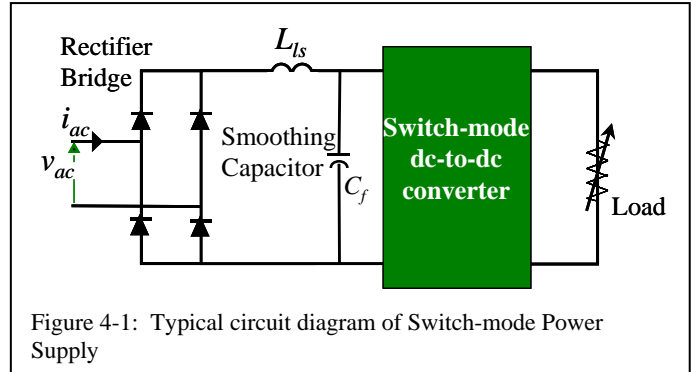 Rectifier
Bridge
L_ls
i_ac
v_ac
Smoothing
Capacitor
C_f
Switch-mode
dc-to-dc
converter
Load
Figure 4-1: Typical circuit diagram of Switch-mode Power
Supply